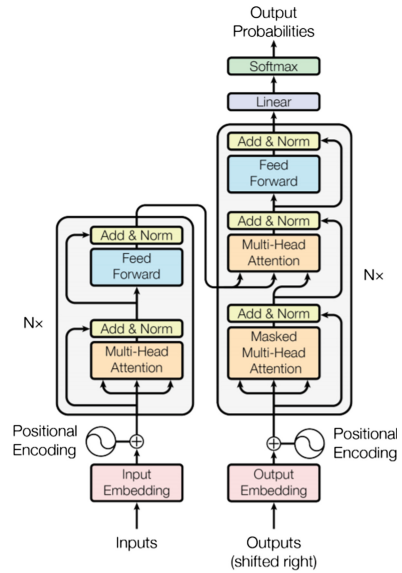 Output
Probabilities
Softmax
Linear
Add & Norm
Feed
Forward
Add & Norm
Multi-Head
Attention
Add & Norm
Masked
Multi-Head
Attention
Nx
Add & Norm
Feed
Forward
Add & Norm
Multi-Head
Attention
Nx
Positional
Encoding
Input
Embedding
Inputs
Positional
Encoding
Output
Embedding
Outputs
(shifted right)